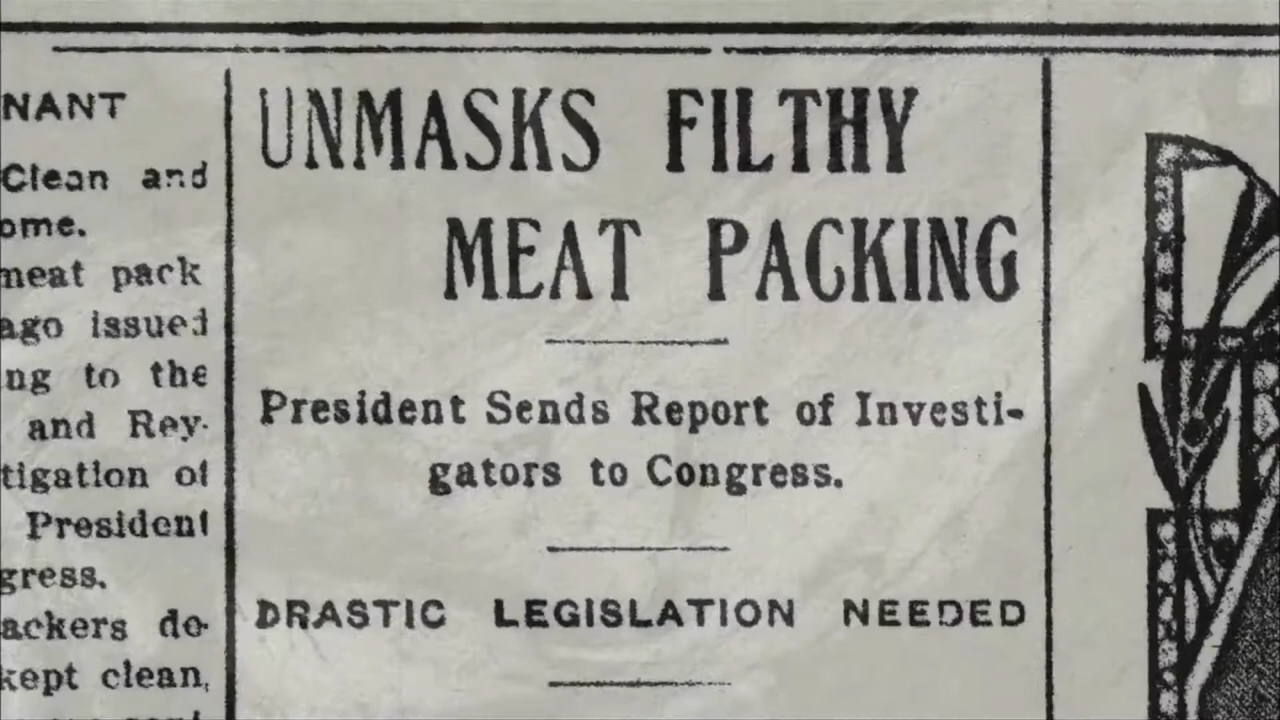 NANT
Clean and
ome.
meat pack
ago issued
ng to the
and Rey-
tigation of
President
gress.
ackers do-
kept clean,
UNMASKS FILTHY
MEAT PACKING
President Sends Report of Investi-
gators to Congress.
DRASTIC LEGISLATION NEEDED